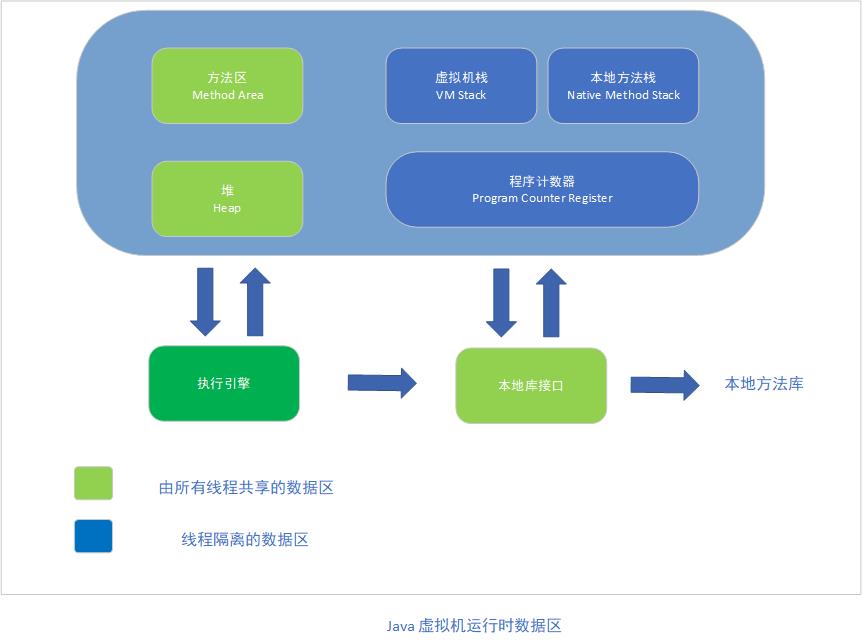 方法区
Method Area
虚拟机栈
VM Stack
本地方法栈
Native Method Stack
堆
Heap
程序计数器
Program Counter Register
执行引擎
本地库接口
本地方法库
由所有线程共享的数据区
线程隔离的数据区
Java 虚拟机运行时数据区